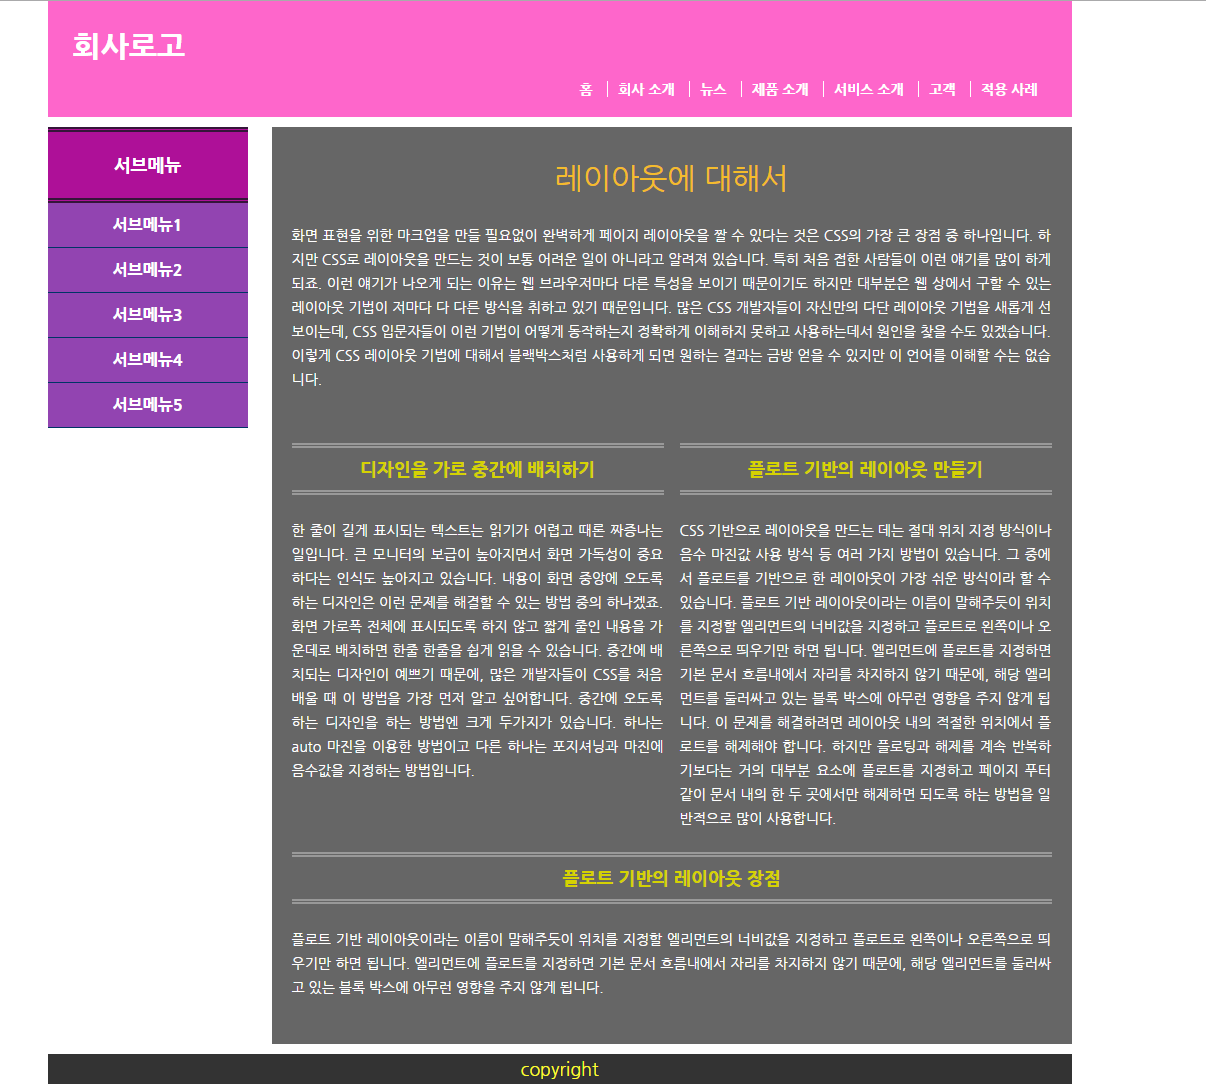 회사로고
홈 회사 소개 뉴스 제품 소개 서비스 소개 고객 적용 사례
서브메뉴
서브메뉴1
서브메뉴2
서브메뉴3
서브메뉴4
서브메뉴5
레이아웃에 대해서
화면 표현을 위한 마크업을 만들 필요없이 완벽하게 페이지 레이아웃을 짤 수 있다는 것은 CSS의 가장 큰 장점 중 하나입니다. 하
지만 CSS로 레이아웃을 만드는 것이 보통 어려운 일이 아니라고 알려져 있습니다. 특히 처음 접한 사람들이 이런 얘기를 많이 하게
되죠. 이런 얘기가 나오게 되는 이유는 웹 브라우저마다 다른 특성을 보이기 때문이기도 하지만 대부분은 웹 상에서 구할 수 있는
레이아웃 기법이 저마다 다 다른 방식을 취하고 있기 때문입니다. 많은 CSS 개발자들이 자신만의 다단 레이아웃 기법을 새롭게 선
보이는데, CSS 입문자들이 이런 기법이 어떻게 동작하는지 정확하게 이해하지 못하고 사용하는데서 원인을 찾을 수도 있겠습니다.
이렇게 CSS 레이아웃 기법에 대해서 블랙박스처럼 사용하게 되면 원하는 결과는 금방 얻을 수 있지만 이 언어를 이해할 수는 없습
니다.
디자인을 가로 중간에 배치하기
한 줄이 길게 표시되는 텍스트는 읽기가 어렵고 때론 짜증나는
일입니다. 큰 모니터의 보급이 높아지면서 화면 가독성이 중요
하다는 인식도 높아지고 있습니다. 내용이 화면 중앙에 오도록
하는 디자인은 이런 문제를 해결할 수 있는 방법 중의 하나겠죠.
화면 가로폭 전체에 표시되도록 하지 않고 짧게 줄인 내용을 가
운데로 배치하면 한줄 한줄을 쉽게 읽을 수 있습니다. 중간에 배
치되는 디자인이 예쁘기 때문에, 많은 개발자들이 CSS를 처음
배울 때 이 방법을 가장 먼저 알고 싶어합니다. 중간에 오도록
하는 디자인을 하는 방법엔 크게 두가지가 있습니다. 하나는
auto 마진을 이용한 방법이고 다른 하나는 포지셔닝과 마진에
음수값을 지정하는 방법입니다.
플로트 기반의 레이아웃 만들기
CSS 기반으로 레이아웃을 만드는 데는 절대 위치 지정 방식이나
음수 마진값 사용 방식 등 여러 가지 방법이 있습니다. 그 중에
서 플로트를 기반으로 한 레이아웃이 가장 쉬운 방식이라 할 수
있습니다. 플로트 기반 레이아웃이라는 이름이 말해주듯이 위치
를 지정할 엘리먼트의 너비값을 지정하고 플로트로 왼쪽이나 오
른쪽으로 띄우기만 하면 됩니다. 엘리먼트에 플로트를 지정하면
기본 문서 흐름내에서 자리를 차지하지 않기 때문에, 해당 엘리
먼트를 둘러싸고 있는 블록 박스에 아무런 영향을 주지 않게 됩
니다. 이 문제를 해결하려면 레이아웃 내의 적절한 위치에서 플
로트를 해제해야 합니다. 하지만 플로팅과 해제를 계속 반복하
기보다는 거의 대부분 요소에 플로트를 지정하고 페이지 푸터
같이 문서 내의 한 두 곳에서만 해제하면 되도록 하는 방법을 일
반적으로 많이 사용합니다.
플로트 기반의 레이아웃 장점
플로트 기반 레이아웃이라는 이름이 말해주듯이 위치를 지정할 엘리먼트의 너비값을 지정하고 플로트로 왼쪽이나 오른쪽으로 띄
우기만 하면 됩니다. 엘리먼트에 플로트를 지정하면 기본 문서 흐름내에서 자리를 차지하지 않기 때문에, 해당 엘리먼트를 둘러싸
고 있는 블록 박스에 아무런 영향을 주지 않게 됩니다.
copyright